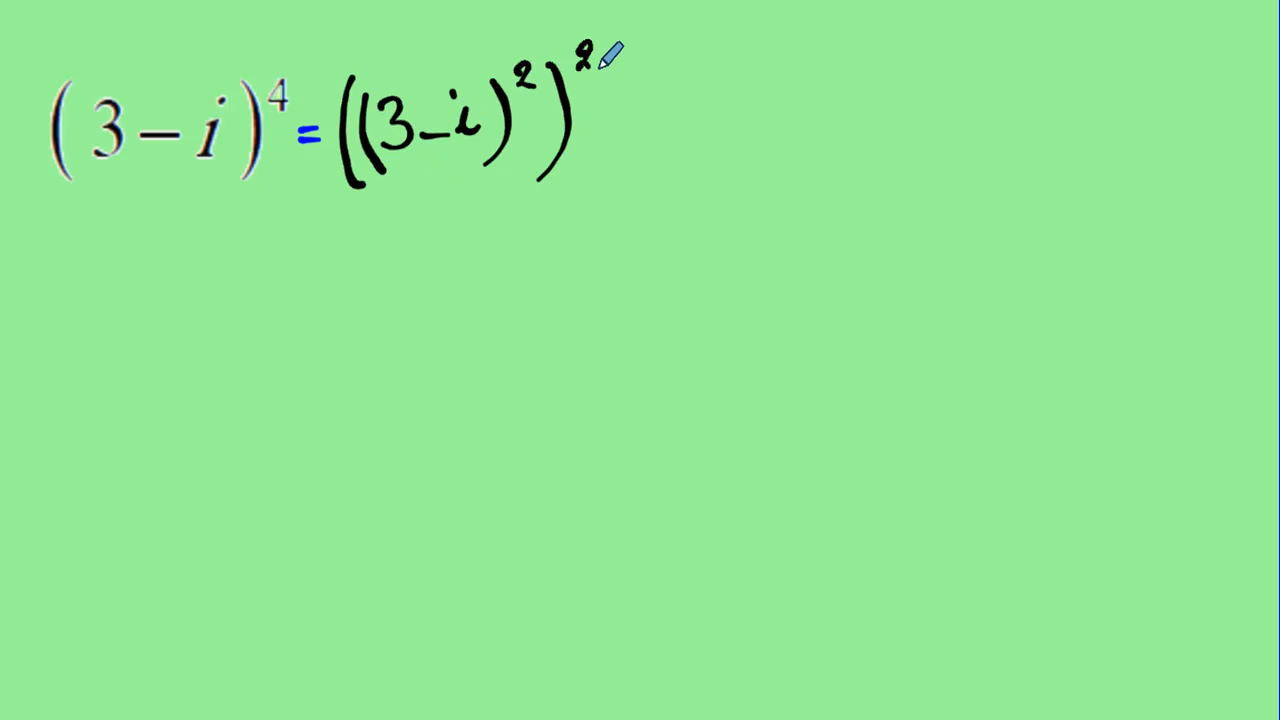 (3 − i)⁴ = ((3 − i)²)²